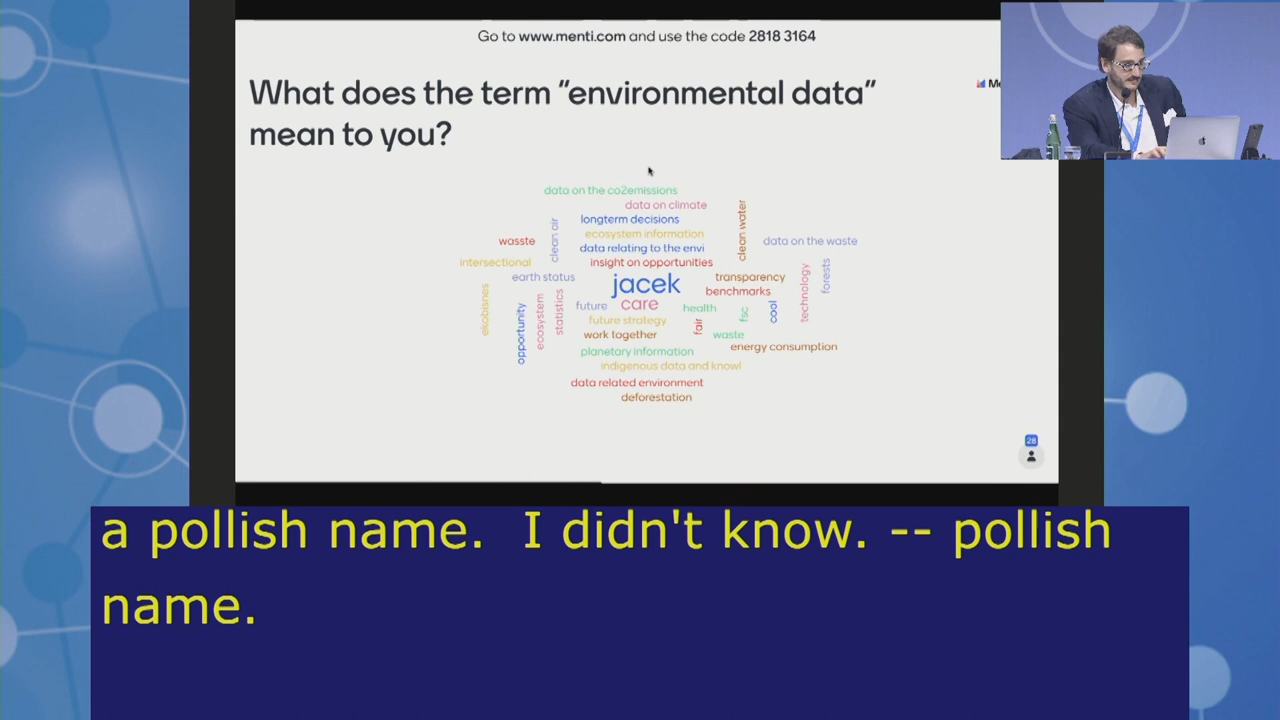 Go to www.menti.com and use the code 2818 3164
What does the term “environmental data”
mean to you?
data on the co2emissions
data on climate
longterm decisions
clean water
clean air
ecosystem information
wasste
data on the waste
data relating to the envi
intersectional
insight on opportunities
earth status
transparency
forests
technology
jacek
benchmarks
ekobisnes
opportunity
ecosystem
statistics
future
care
health
fsc
cool
future strategy
fair
work together
waste
energy consumption
planetary information
indigenous data and knowl
data related environment
deforestation
28
a pollish name.  I didn't know. -- pollish
name.